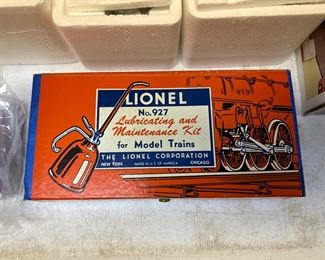 LIONEL
No. 927
Lubricating and
Maintenance Kit
for Model Trains
THE LIONEL CORPORATION
NEW YORK MADE IN U.S. OF AMERICA CHICAGO